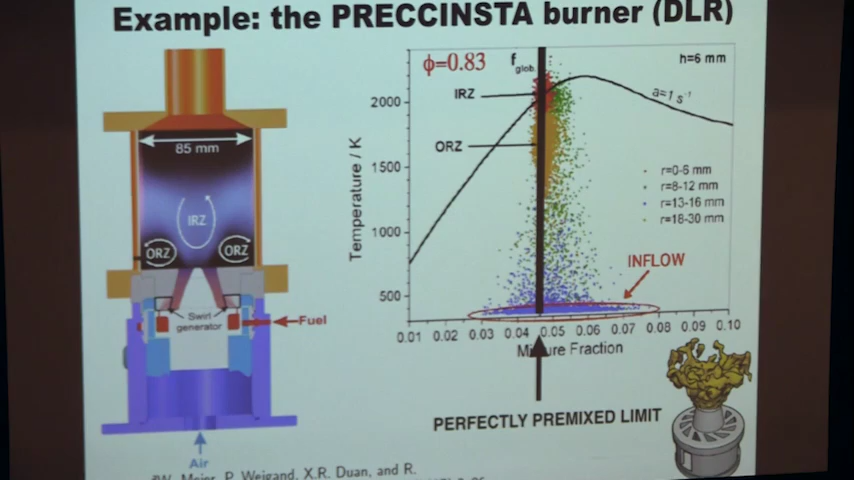 Example: the PRECCINSTA burner (DLR)
85 mm
IRZ
ORZ
ORZ
Swirl
generator
Fuel
Air
ϕ=0.83
f glob.
h=6 mm
IRZ
ORZ
a=1 s⁻¹
r=0-6 mm
r=8-12 mm
r=13-16 mm
r=18-30 mm
INFLOW
Temperature / K
2000
1500
1000
500
0.01 0.02 0.03 0.04 0.05 0.06 0.07 0.08 0.09 0.10
Fraction
PERFECTLY PREMIXED LIMIT
W. Meier, P. Weigand, X.R. Duan, and R.